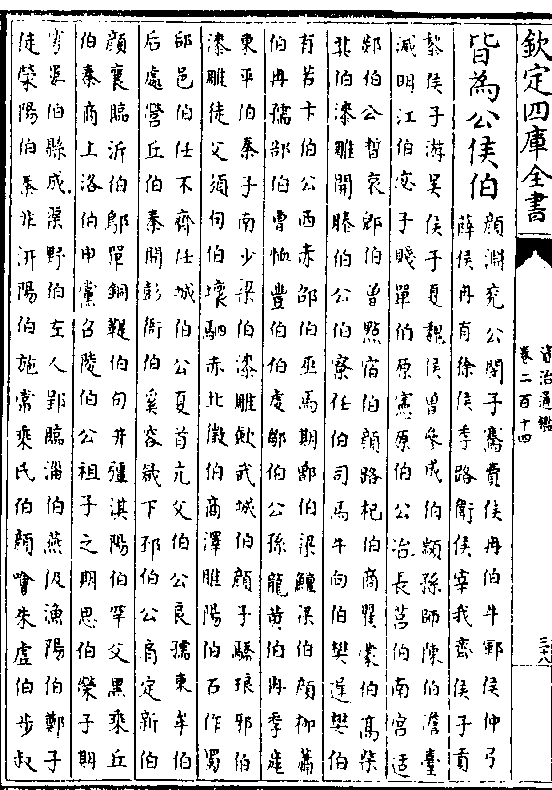 欽定四庫全書
資治通鑑
卷二百十四
三十八
皆為公侯伯
顏淵兗公閔子騫費侯冉伯牛鄆侯仲弓
薛侯冉有徐侯季路衛侯宰我齊侯子貢
黎侯子游吳侯子夏魏侯曾參成伯顓孫師陳伯澹臺
滅明江伯宓子賤單伯原憲原伯公冶長莒伯南宮适
郯伯公晳哀郳伯曾點宿伯顏路杞伯商瞿蒙伯高柴
共伯漆雕開滕伯公伯寮任伯司馬牛向伯樊遲樊伯
有若卞伯公西赤邵伯巫馬期鄫伯梁鱣梁伯顏柳蕭
伯冉孺郜伯曹恤豐伯伯虔鄒伯公孫龍黃伯冉季產
東平伯秦子南少梁伯漆雕歛武城伯顏子驕琅邪伯
漆雕徒父須句伯壤駟赤北徵伯商澤睢陽伯石作蜀
郈邑伯任不齊任城伯公夏首亢父伯公良孺東牟伯
后處營丘伯秦開彭衙伯奚容箴下邳伯公肩定新伯
顏襄臨沂伯鄡單銅鞮伯句井疆淇陽伯罕父黑乘丘
伯秦商上洛伯申黨召陵伯公祖子之期思伯榮子期
雩婁伯縣成鉅野伯左人郢臨淄伯燕伋漁陽伯鄭子
徒榮陽伯秦非汧陽伯施常乘氏伯顏噲朱虛伯步叔